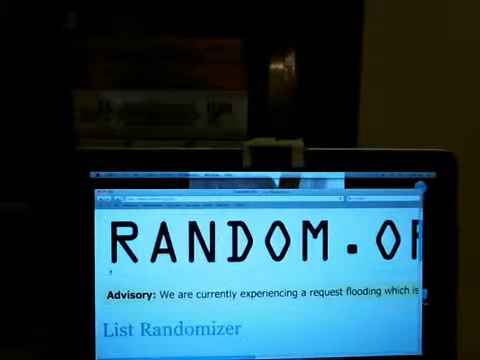 RANDOM.OR
Advisory: We are currently experiencing a request flooding which is
List Randomizer